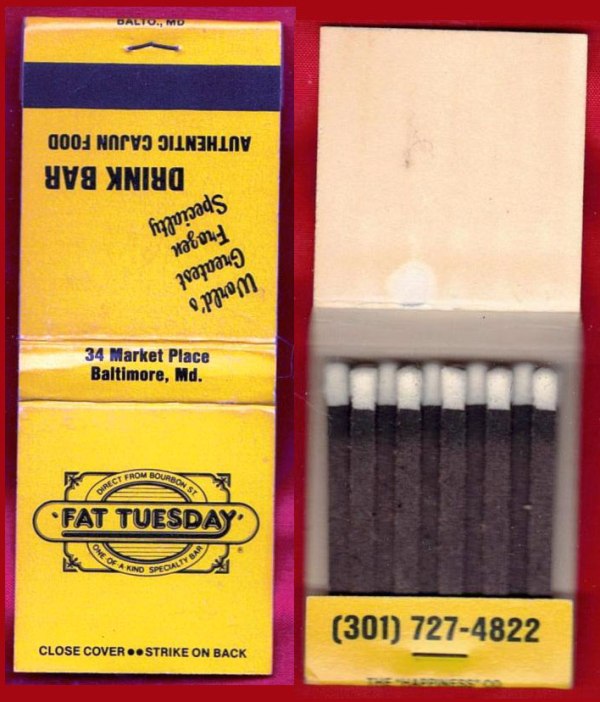 BALTO., MD
AUTHENTIC CAJUN FOOD
DRINK BAR
World's
Greatest
Frozen
Specialty
34 Market Place
Baltimore, Md.
DIRECT FROM BOURBON ST.
FAT TUESDAY
ONE-OF-A-KIND SPECIALTY BAR
®
CLOSE COVER ●● STRIKE ON BACK
(301) 727-4822
THE "HAPPINESS" CO